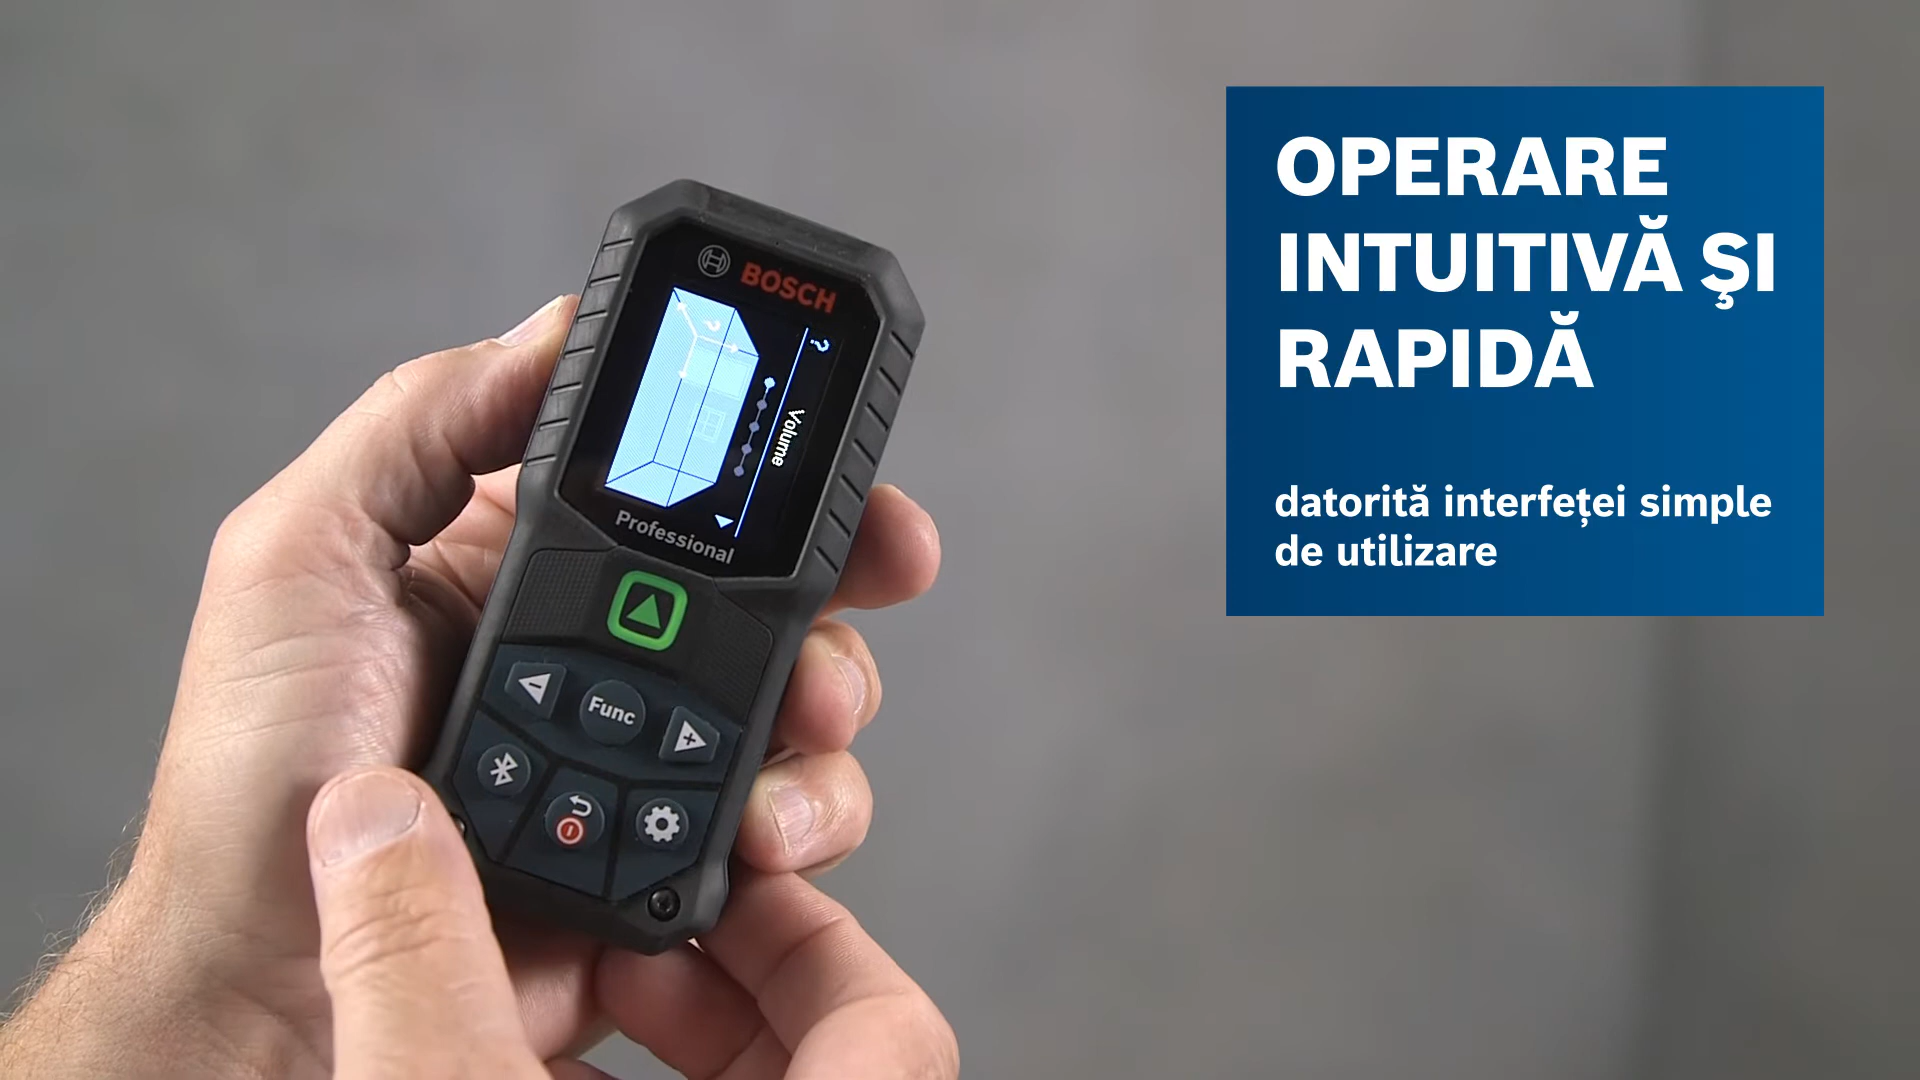 BOSCH
?
Volume
?
Professional
Func
OPERARE
INTUITIVĂ ŞI
RAPIDĂ
datorită interfeței simple
de utilizare